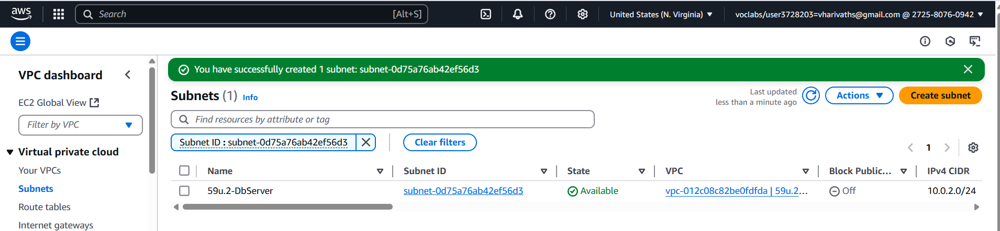 aws
Search [Alt+S] United States (N. Virginia) voclabs/user3728203=vharivaths@gmail.com @ 2725-8076-0942
VPC dashboard
EC2 Global View
Filter by VPC
Virtual private cloud
Your VPCs
Subnets
Route tables
Internet gateways
You have successfully created 1 subnet: subnet-0d75a76ab42ef56d3
Subnets (1) Info
Last updated
less than a minute ago
Actions
Create subnet
Find resources by attribute or tag
Subnet ID : subnet-0d75a76ab42ef56d3
Clear filters
1
Name Subnet ID State VPC Block Public... IPv4 CIDR
59u.2-DbServer subnet-0d75a76ab42ef56d3 Available vpc-012c08c82be0fdfda | 59u.2... Off 10.0.2.0/24